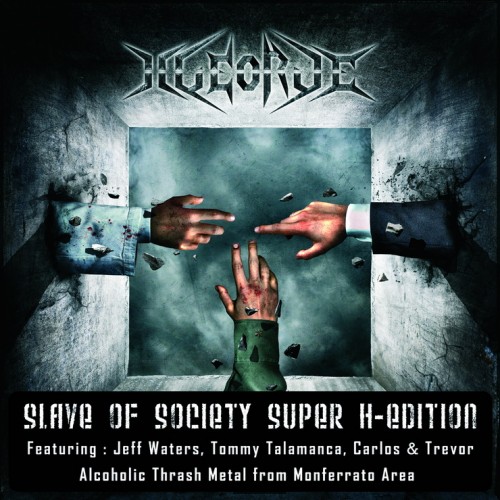 SLAVE OF SOCIETY SUPER H-EDITION
Featuring : Jeff Waters, Tommy Talamanca, Carlos & Trevor
Alcoholic Thrash Metal from Monferrato Area